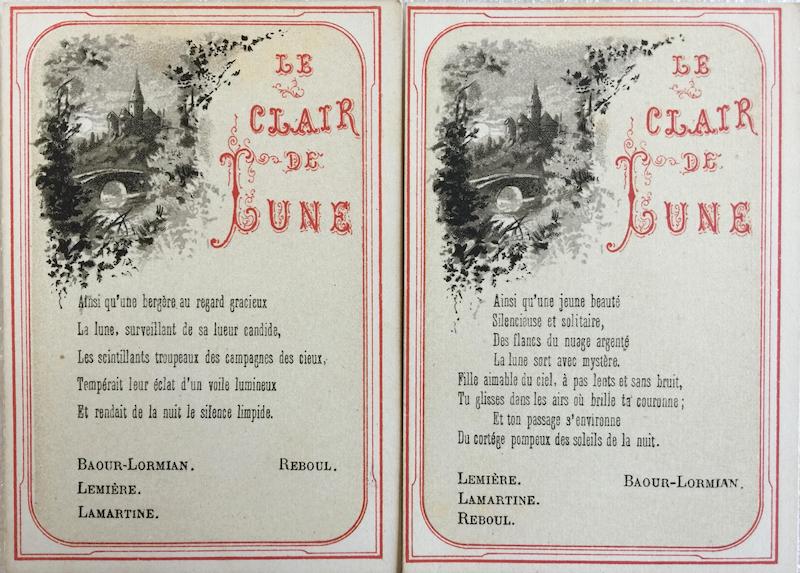 LE
CLAIR
DE
LUNE
Ainsi qu'une bergère au regard gracieux
La lune, surveillant de sa lueur candide,
Les scintillants troupeaux des campagnes des cieux,
Tempérait leur éclat d'un voile lumineux
Et rendait de la nuit le silence limpide.
BAOUR-LORMIAN. REBOUL.
LEMIÈRE.
LAMARTINE.
LE
CLAIR
DE
LUNE
Ainsi qu'une jeune beauté
Silencieuse et solitaire,
Des flancs du nuage argenté
La lune sort avec mystère.
Fille aimable du ciel, à pas lents et sans bruit,
Tu glisses dans les airs où brille ta couronne ;
Et ton passage s'environne
Du cortége pompeux des soleils de la nuit.
LEMIÈRE. BAOUR-LORMIAN.
LAMARTINE.
REBOUL.